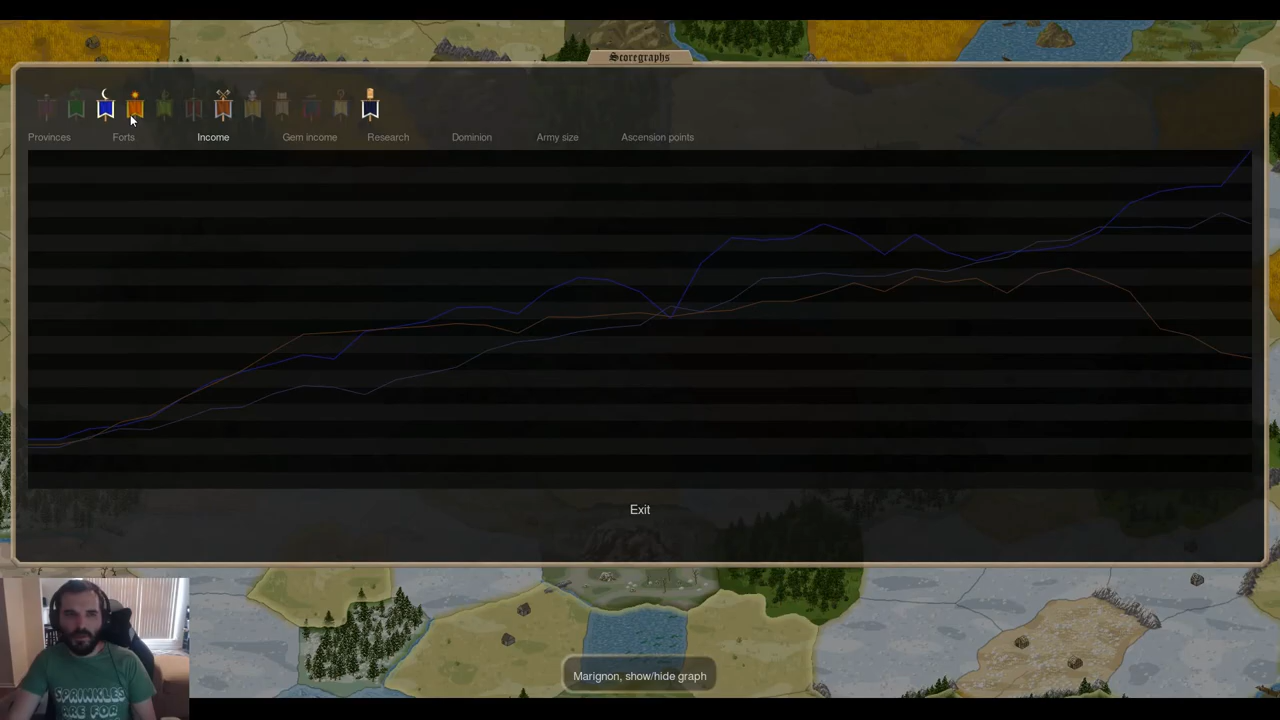 Scoregraphs
Provinces Forts Income Gem income Research Dominion Army size Ascension points
Exit
Marignon, show/hide graph
SPRINKLES
ARE FOR